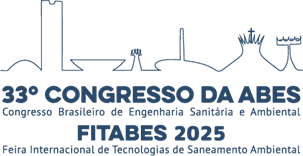 33º CONGRESSO DA ABES
Congresso Brasileiro de Engenharia Sanitária e Ambiental
FITABES 2025
Feira Internacional de Tecnologias de Saneamento Ambiental